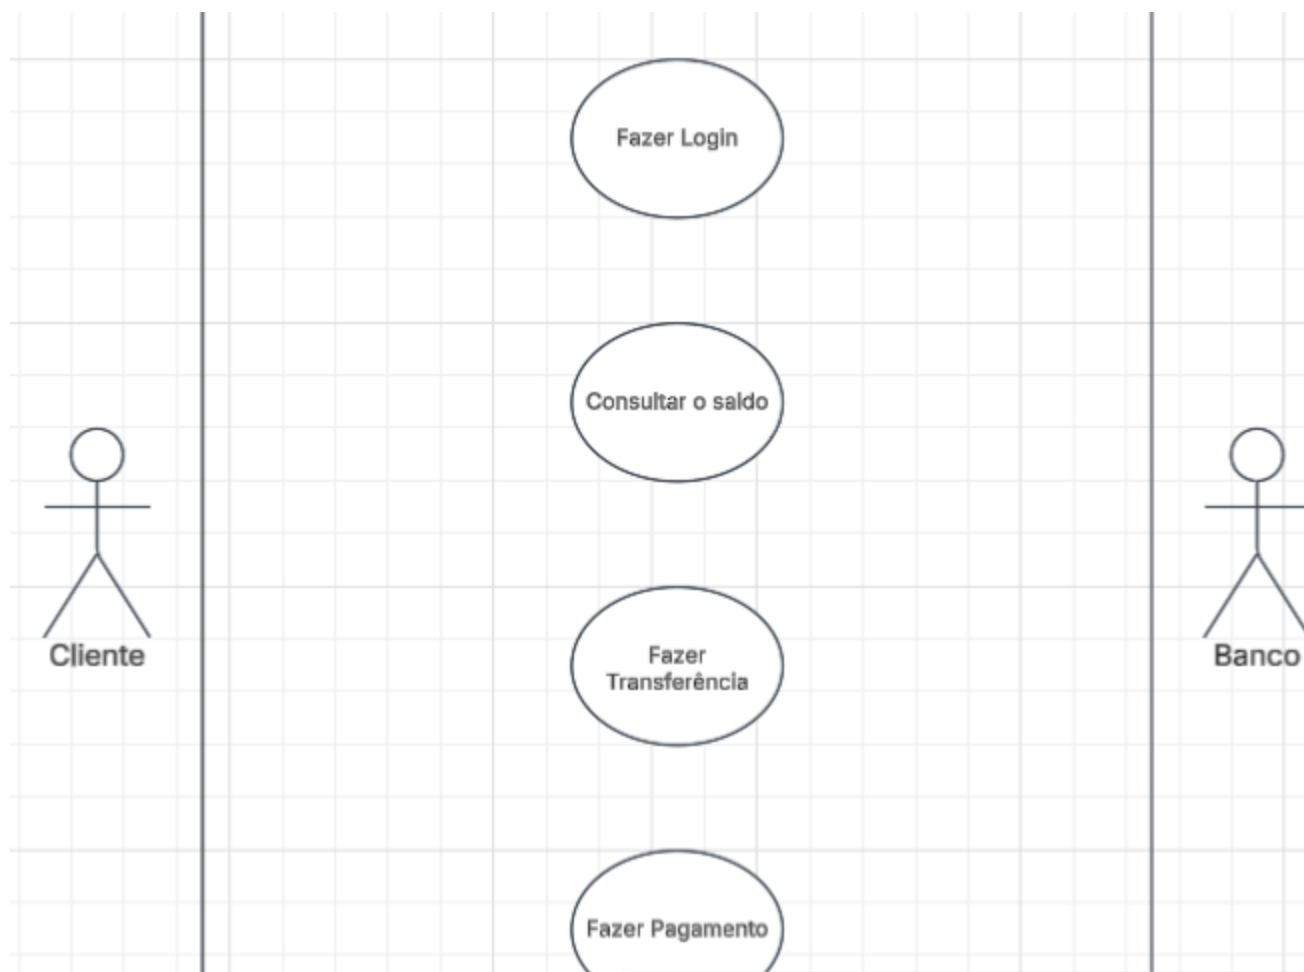 Fazer Login
Consultar o saldo
Cliente
Banco
Fazer
Transferência
Fazer Pagamento